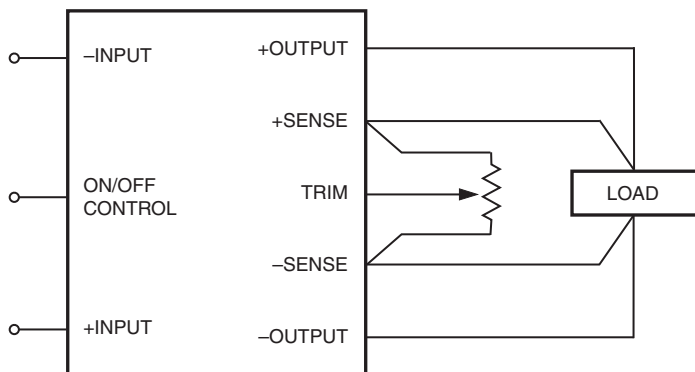 –INPUT
ON/OFF
CONTROL
+INPUT
+OUTPUT
+SENSE
TRIM
–SENSE
–OUTPUT
LOAD